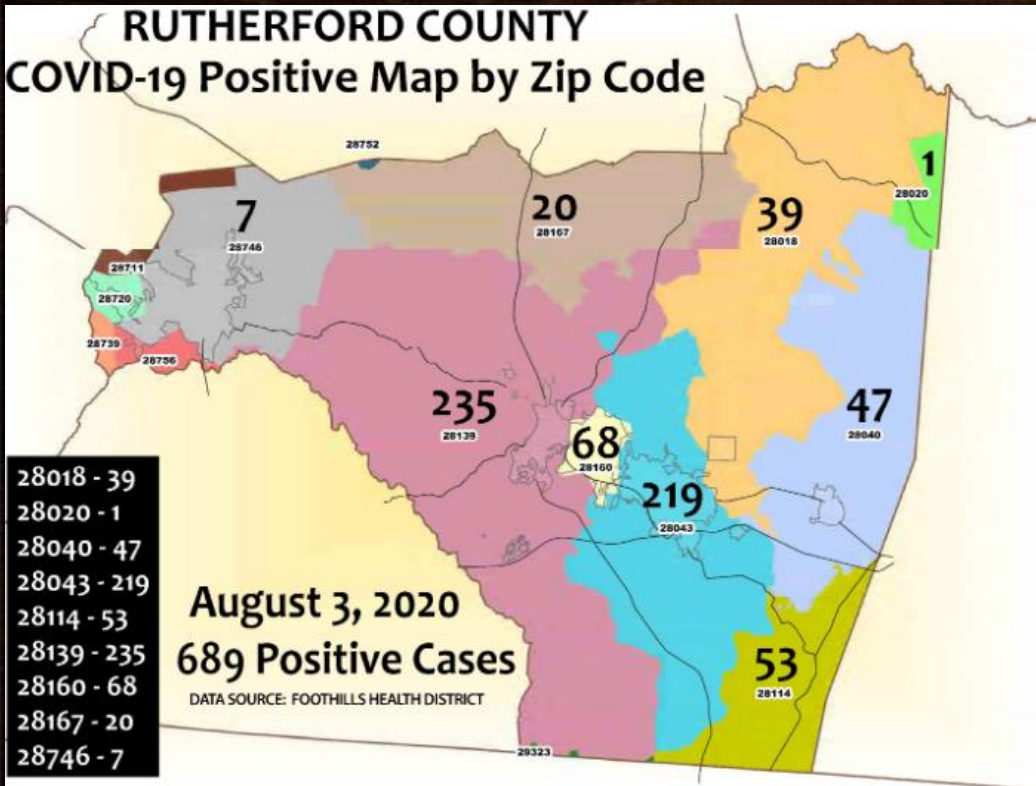 RUTHERFORD COUNTY
COVID-19 Positive Map by Zip Code
28752
1
28020
7
28746
20
28167
39
28018
28711
28720
28739
28756
235
28139
68
28160
47
28040
219
28043
28018 - 39
28020 - 1
28040 - 47
28043 - 219
28114 - 53
28139 - 235
28160 - 68
28167 - 20
28746 - 7
August 3, 2020
689 Positive Cases
DATA SOURCE: FOOTHILLS HEALTH DISTRICT
53
28114
29323